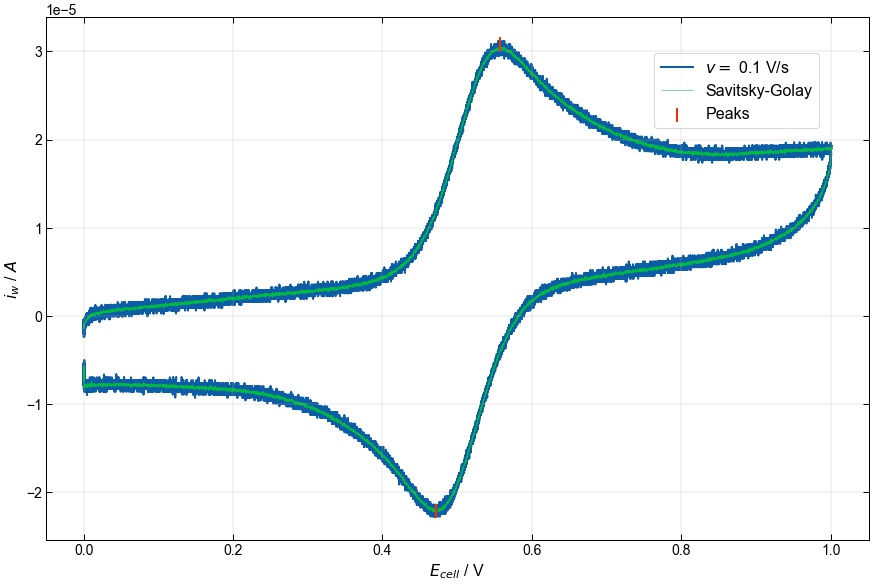 1e−5
3
2
1
0
−1
−2
i_w / A
v = 0.1 V/s
Savitsky-Golay
Peaks
0.0 0.2 0.4 0.6 0.8 1.0
E_cell / V